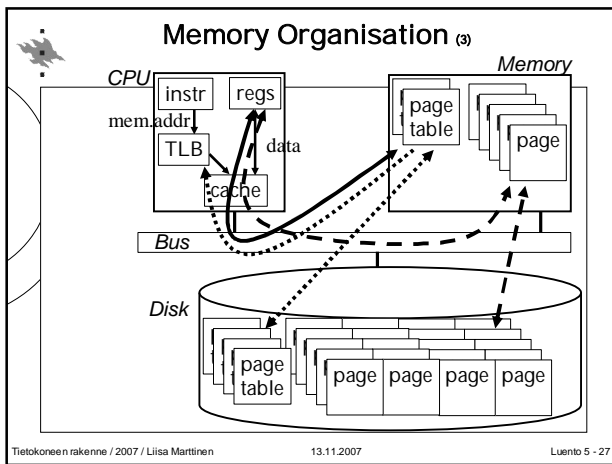 Memory Organisation (3)
CPU
Memory
instr
regs
mem.addr
TLB
data
cache
page
table
page
Bus
Disk
page
table
page
page
page
page
Tietokoneen rakenne / 2007 / Liisa Marttinen
13.11.2007
Luento 5 - 27